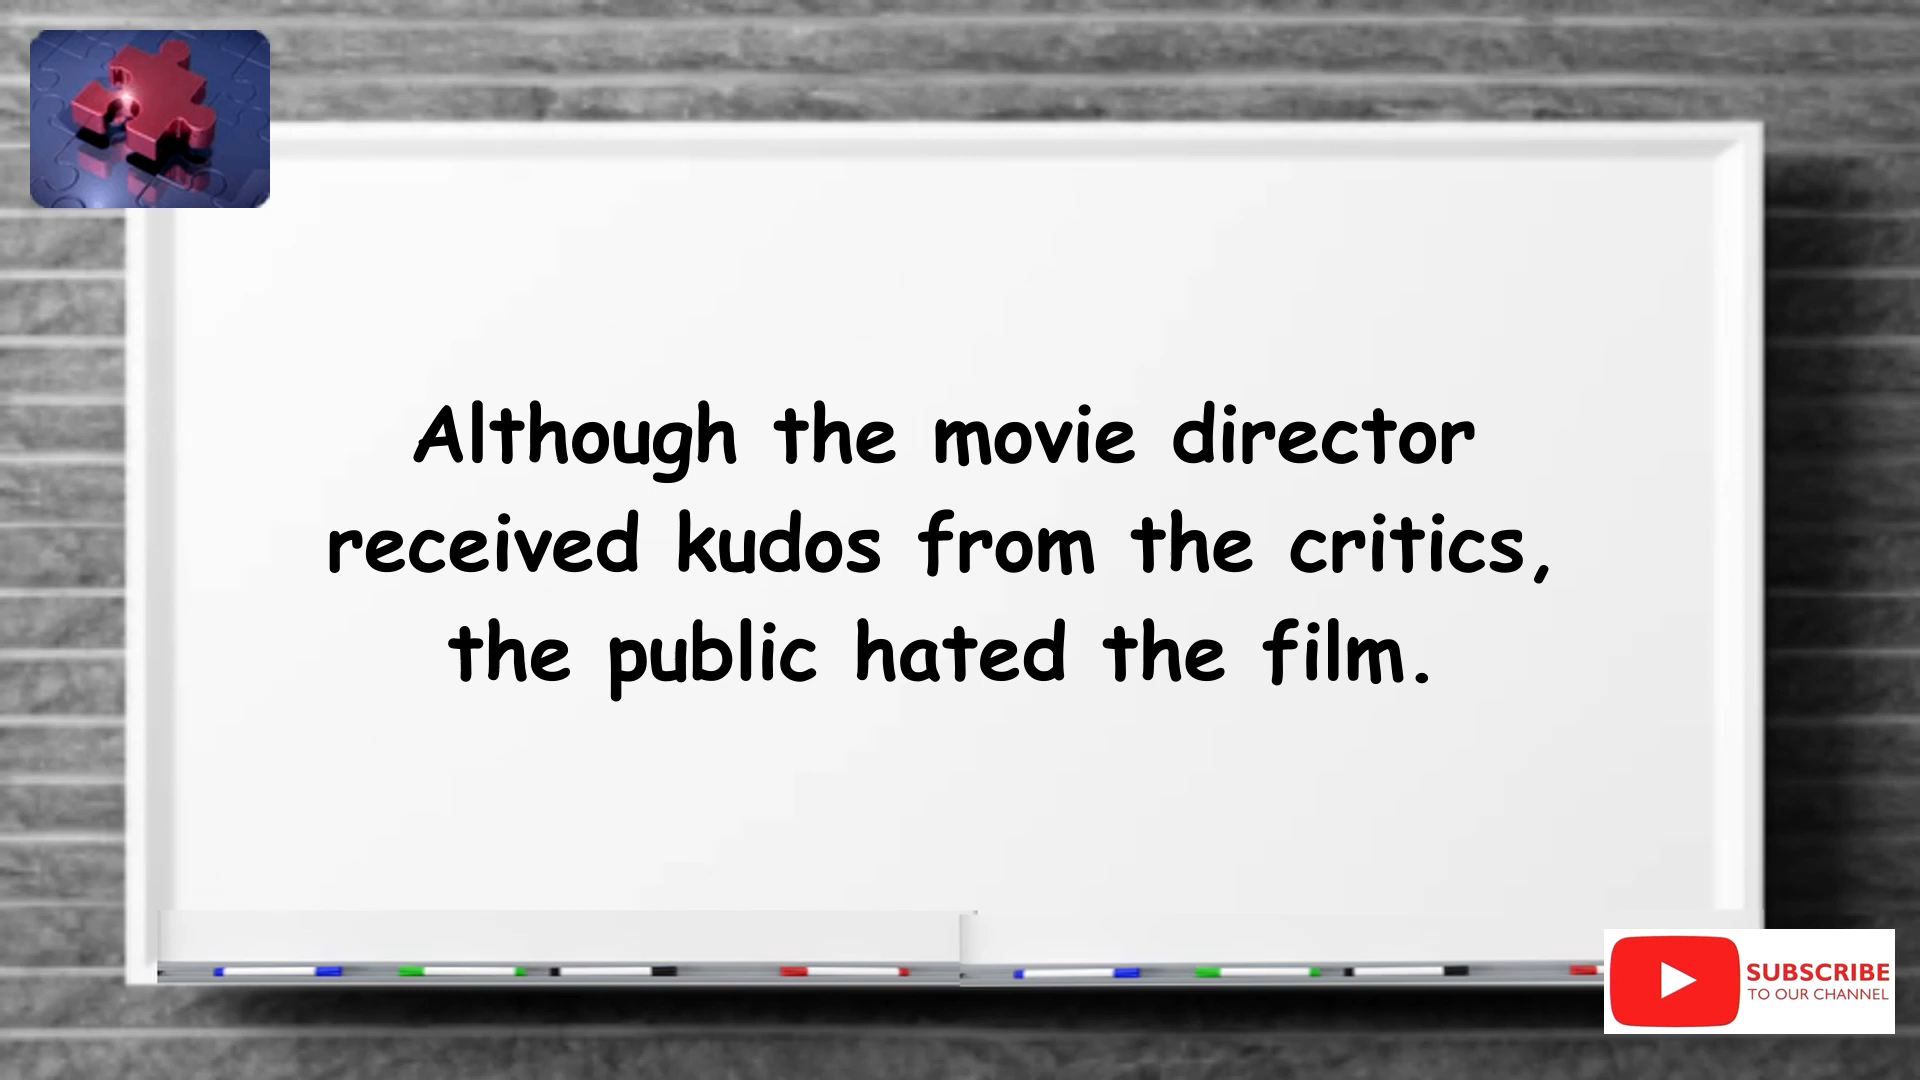 Although the movie director
received kudos from the critics,
the public hated the film.
SUBSCRIBE
TO OUR CHANNEL